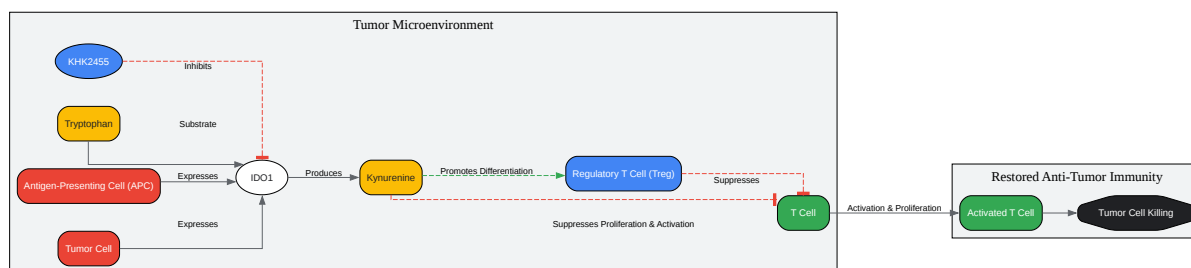 Tumor Microenvironment
KHK2455
Inhibits
Tryptophan
Substrate
Antigen-Presenting Cell (APC)
Expresses
IDO1
Produces
Kynurenine
Promotes Differentiation
Regulatory T Cell (Treg)
Suppresses
Expresses
Suppresses Proliferation & Activation
T Cell
Tumor Cell
Activation & Proliferation
Restored Anti-Tumor Immunity
Activated T Cell
Tumor Cell Killing